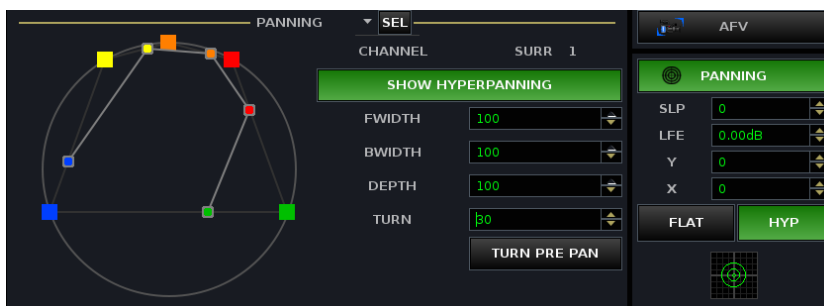 PANNING
SEL
CHANNEL SURR 1
SHOW HYPERPANNING
FWIDTH 100
BWIDTH 100
DEPTH 100
TURN 30
TURN PRE PAN
AFV
PANNING
SLP 0
LFE 0.00dB
Y 0
X 0
FLAT HYP